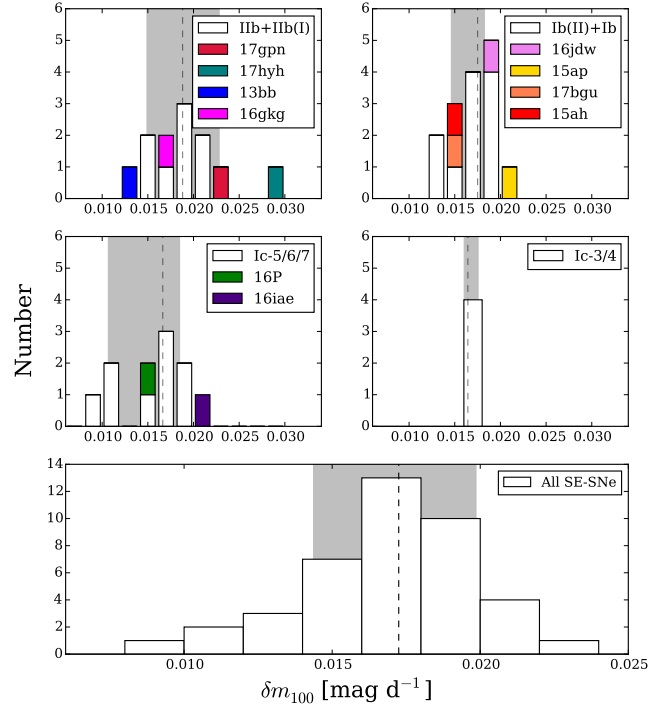 6
5
4
3
2
1
0
0.010 0.015 0.020 0.025 0.030
IIb+IIb(I)
17gpn
17hyh
13bb
16gkg
6
5
4
3
2
1
0
0.010 0.015 0.020 0.025 0.030
Ib(II)+Ib
16jdw
15ap
17bgu
15ah
Number
6
5
4
3
2
1
0
0.010 0.015 0.020 0.025 0.030
Ic-5/6/7
16P
16iae
6
5
4
3
2
1
0
0.010 0.015 0.020 0.025 0.030
Ic-3/4
14
12
10
8
6
4
2
0
0.010 0.015 0.020 0.025
All SE-SNe
δm₁₀₀ [mag d⁻¹]